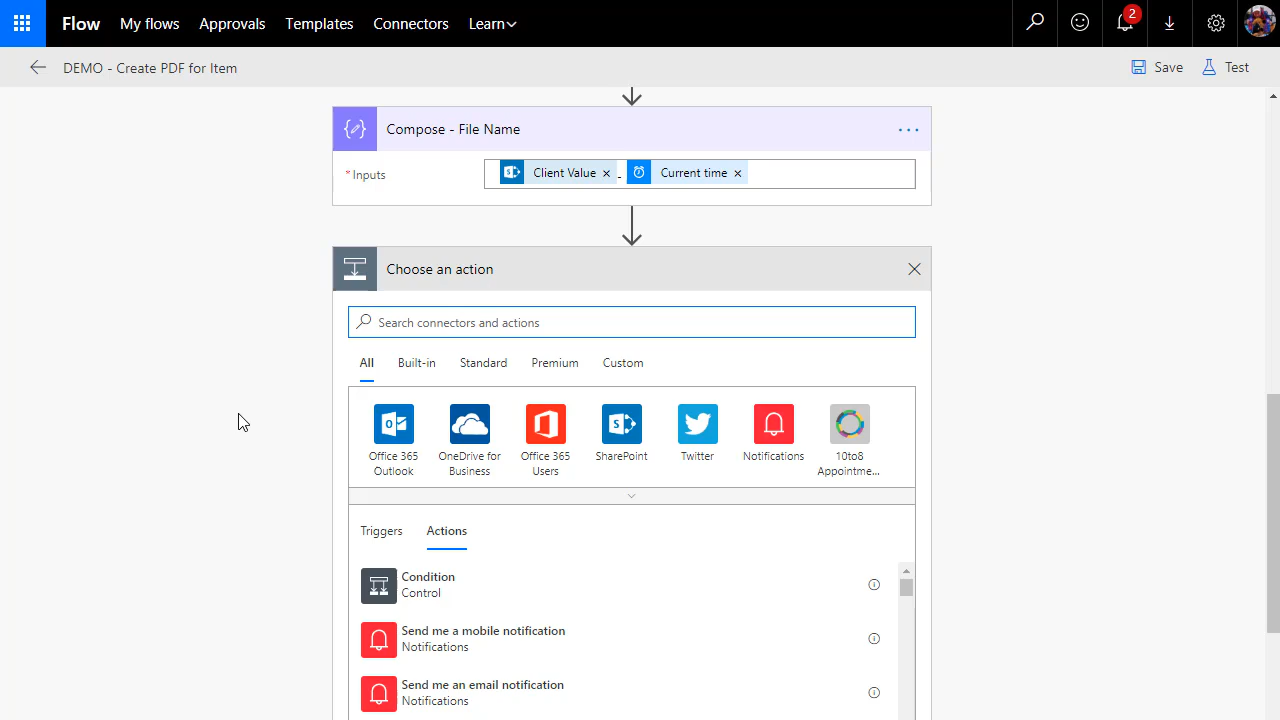 Flow My flows Approvals Templates Connectors Learn 2
DEMO - Create PDF for Item Save Test
Compose - File Name
* Inputs Client Value × - Current time ×
Choose an action
Search connectors and actions
All Built-in Standard Premium Custom
Office 365 Outlook
OneDrive for Business
Office 365 Users
SharePoint
Twitter
Notifications
10to8 Appointme...
Triggers Actions
Condition
Control
Send me a mobile notification
Notifications
Send me an email notification
Notifications